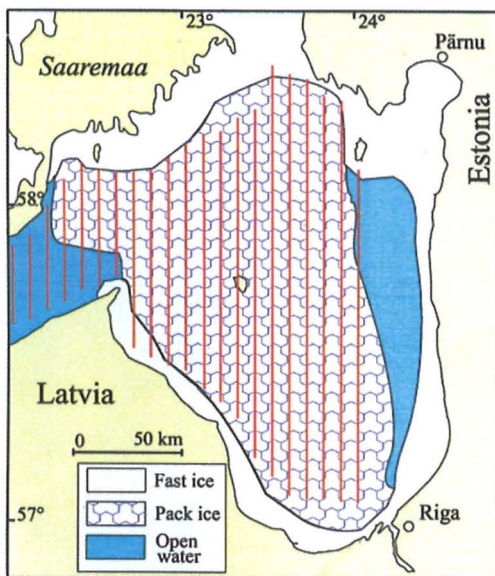 23°
24°
Pärnu
Saaremaa
Estonia
58°
Latvia
0 50 km
Fast ice
Pack ice
Open
water
57°
Riga